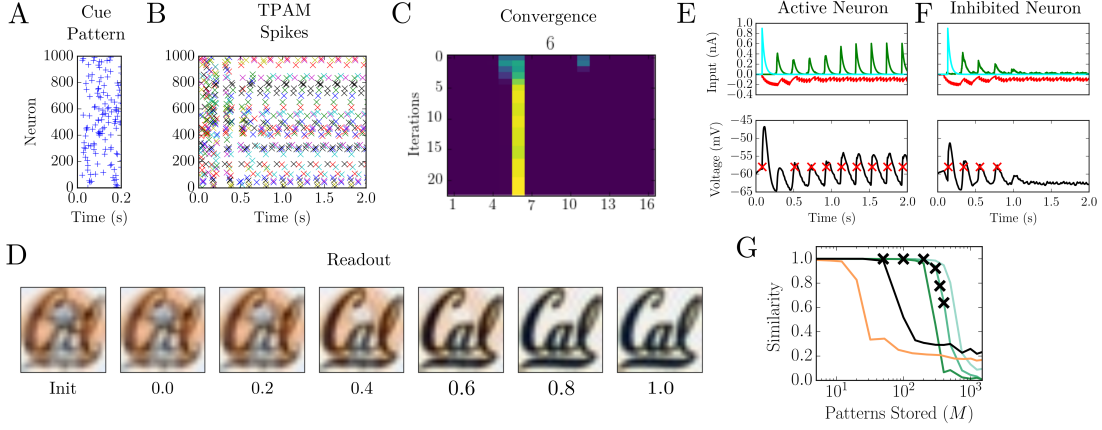 A
Cue
Pattern
Neuron
1000
800
600
400
200
0
0.0 0.2
Time (s)
B
TPAM
Spikes
1000
800
600
400
200
0
0.0 0.5 1.0 1.5 2.0
Time (s)
C
Convergence
6
Iterations
0
5
10
15
20
1 4 7 10 13 16
E
Active Neuron
Input (nA)
1.0
0.8
0.6
0.4
0.2
0.0
−0.2
−0.4
Voltage (mV)
−45
−50
−55
−60
−65
0.0 0.5 1.0 1.5 2.0
Time (s)
F
Inhibited Neuron
0.0 0.5 1.0 1.5 2.0
Time (s)
D
Readout
Cal
Cal
Cal
Cal
Cal
Cal
Cal
Init 0.0 0.2 0.4 0.6 0.8 1.0
G
Similarity
1.0
0.8
0.6
0.4
0.2
0.0
10¹ 10² 10³
Patterns Stored (M)